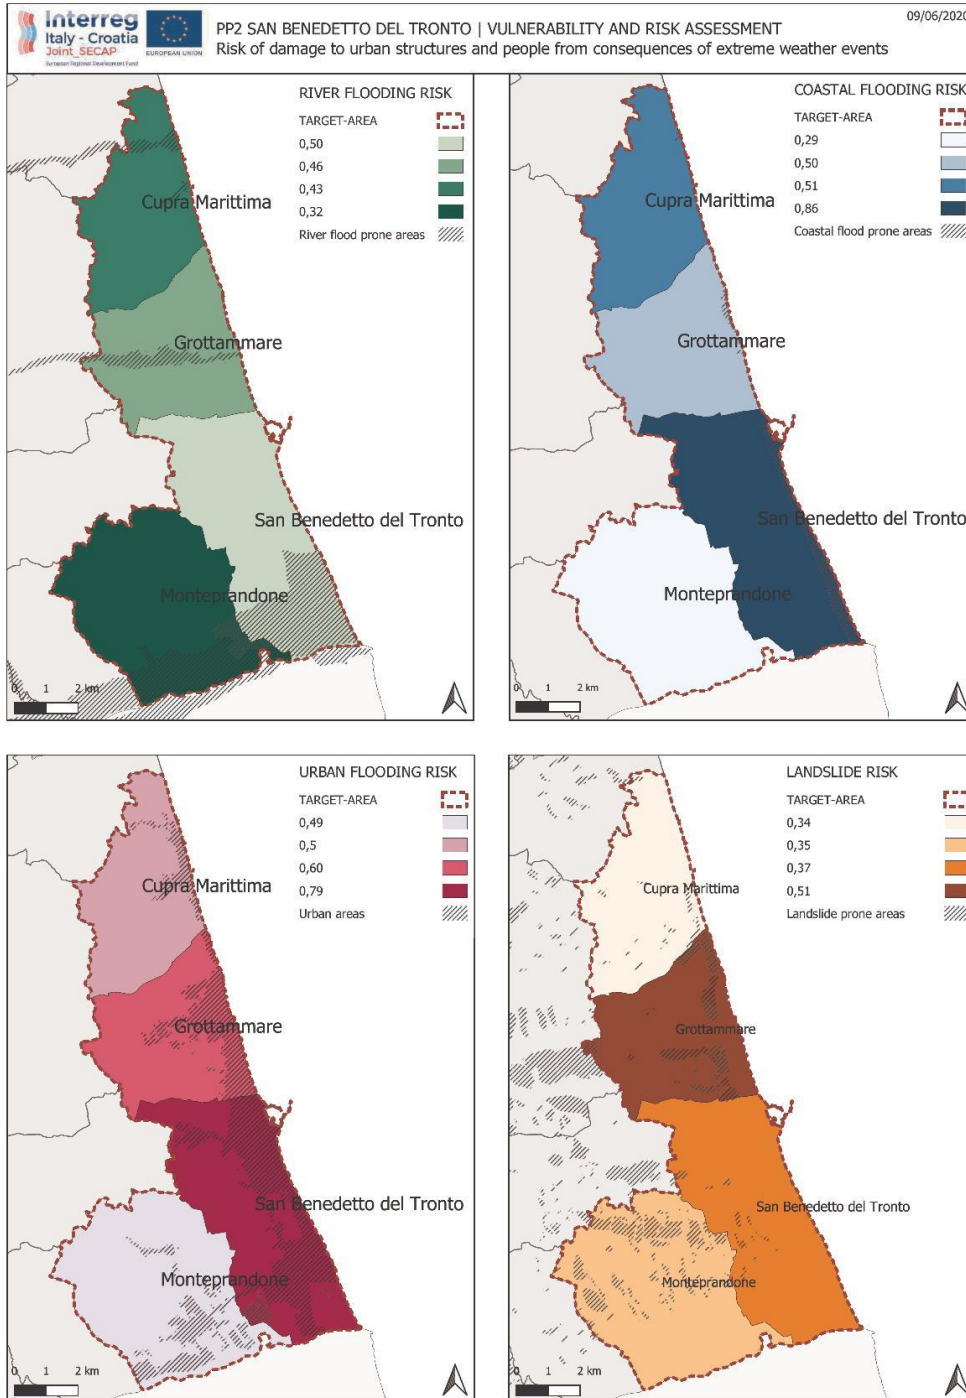 Interreg
Italy - Croatia
Joint_SECAP
European Regional Development Fund
EUROPEAN UNION
09/06/2020
PP2 SAN BENEDETTO DEL TRONTO | VULNERABILITY AND RISK ASSESSMENT
Risk of damage to urban structures and people from consequences of extreme weather events
RIVER FLOODING RISK
TARGET-AREA
0,50
0,46
0,43
0,32
River flood prone areas
Cupra Marittima
Grottammare
San Benedetto del Tronto
Monteprandone
0 1 2 km
COASTAL FLOODING RISK
TARGET-AREA
0,29
0,50
0,51
0,86
Coastal flood prone areas
Cupra Marittima
Grottammare
San Benedetto del Tronto
Monteprandone
0 1 2 km
URBAN FLOODING RISK
TARGET-AREA
0,49
0,5
0,60
0,79
Urban areas
Cupra Marittima
Grottammare
San Benedetto del Tronto
Monteprandone
0 1 2 km
LANDSLIDE RISK
TARGET-AREA
0,34
0,35
0,37
0,51
Landslide prone areas
Cupra Marittima
Grottammare
San Benedetto del Tronto
Monteprandone
0 1 2 km